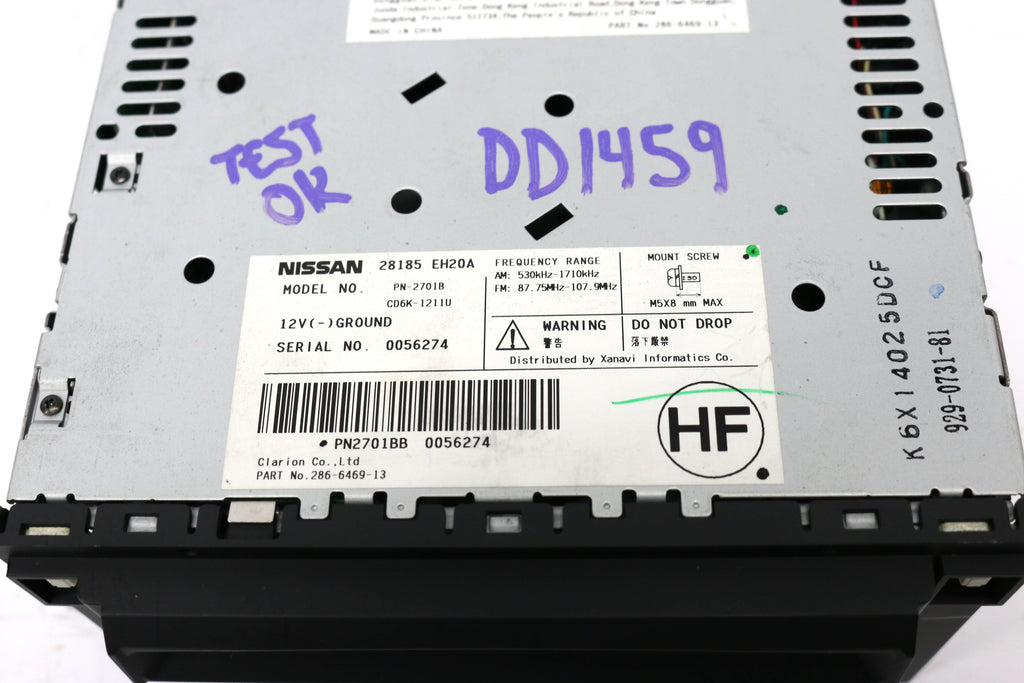 Junda Industrial Zone,Dong Keng Industrial Road,Dong Keng Town Dongguan,
Guangdong Province 511734,The People s Republic of China
MADE IN CHINA PART No 286-6469-13
TEST
OK
DD1459
NISSAN 28185 EH20A
MODEL NO. PN-2701B
CD6K-1211U
12V(-)GROUND
SERIAL NO. 0056274
FREQUENCY RANGE
AM: 530kHz-1710kHz
FM: 87.75MHz-107.9MHz
MOUNT SCREW
M5X8 mm MAX
WARNING
警告
DO NOT DROP
落下厳禁
Distributed by Xanavi Informatics Co.
PN2701BB 0056274
Clarion Co.,Ltd
PART No.286-6469-13
HF
K6X14025DCF
929-0731-81